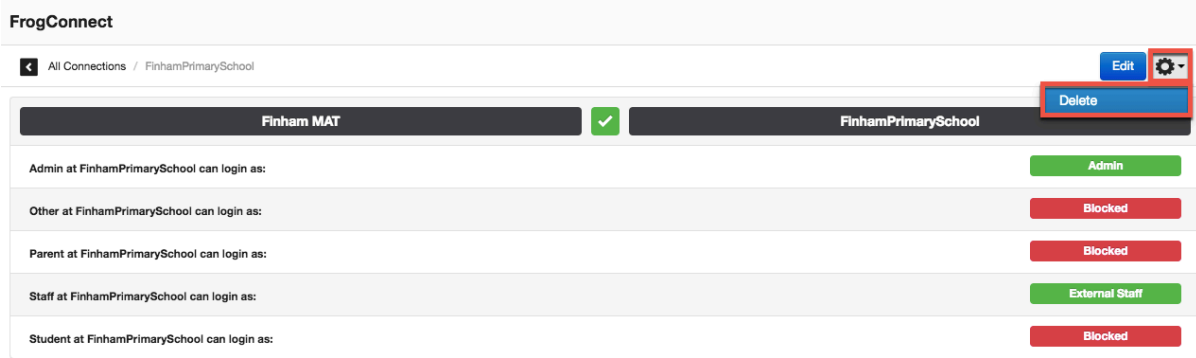 FrogConnect
All Connections / FinhamPrimarySchool
Edit
Delete
Finham MAT
FinhamPrimarySchool
Admin at FinhamPrimarySchool can login as:
Admin
Other at FinhamPrimarySchool can login as:
Blocked
Parent at FinhamPrimarySchool can login as:
Blocked
Staff at FinhamPrimarySchool can login as:
External Staff
Student at FinhamPrimarySchool can login as:
Blocked